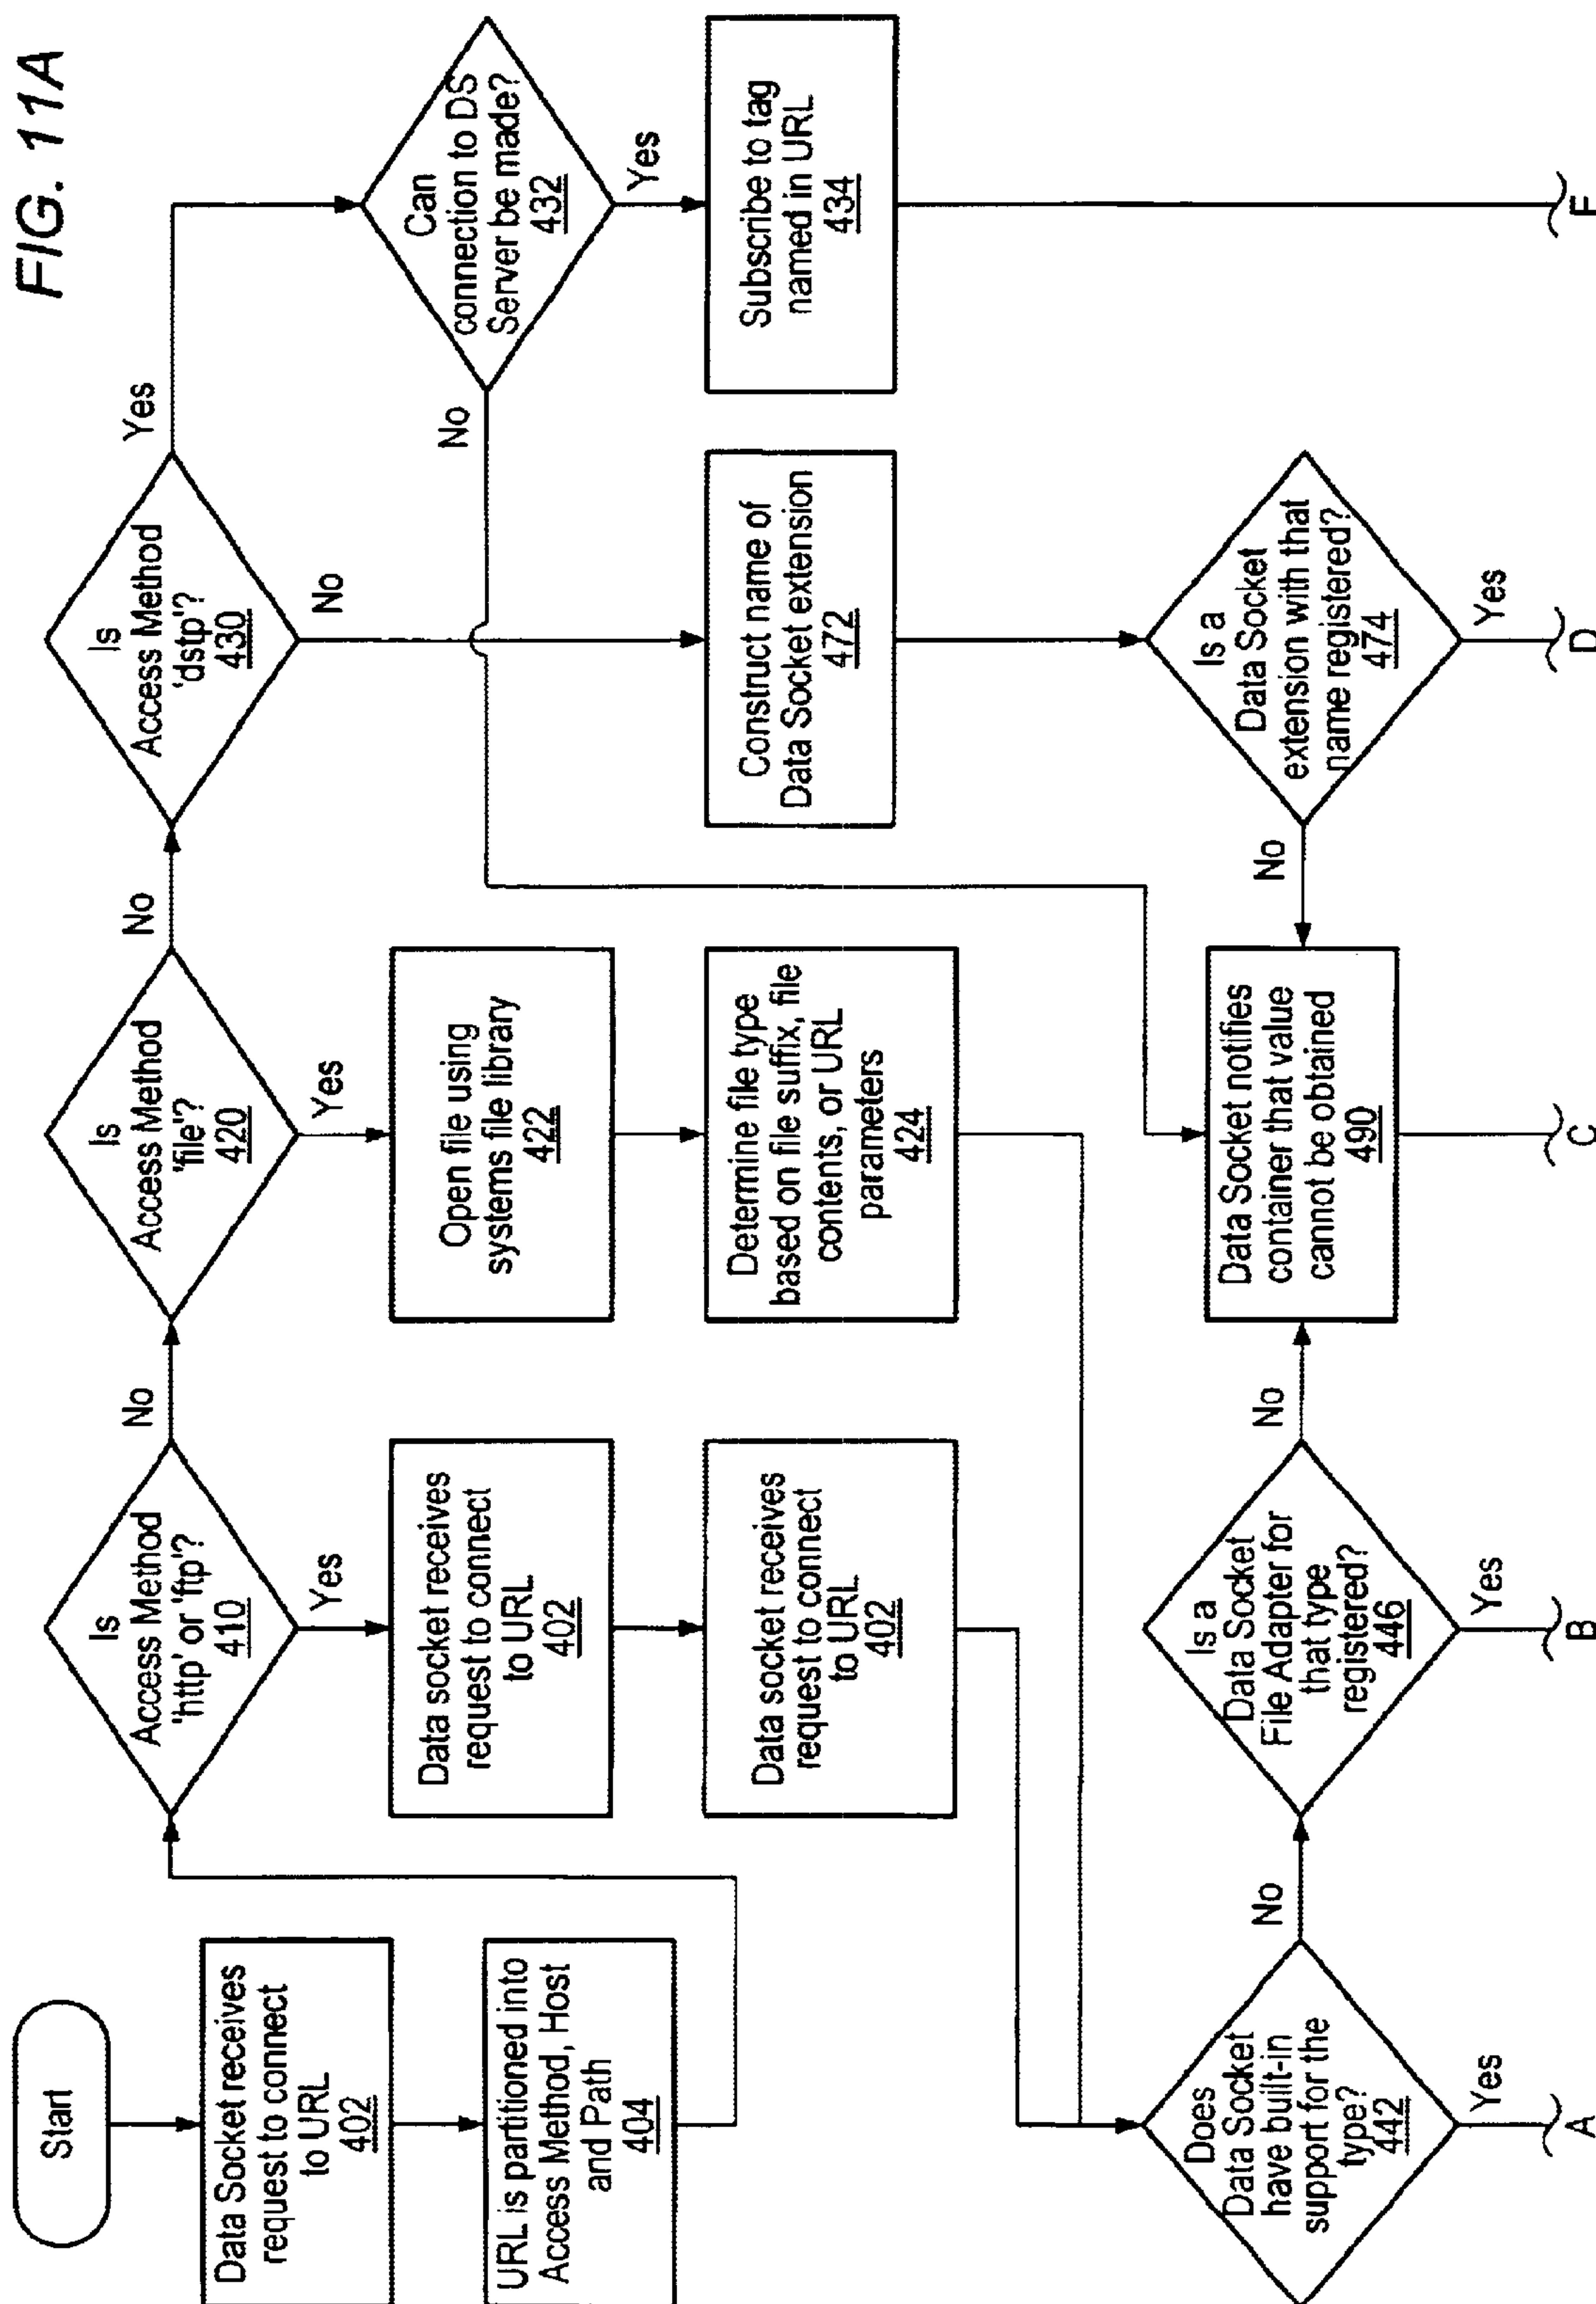 FIG. 11A
Start
Data Socket receives
request to connect
to URL
402
URL is partitioned into
Access Method, Host
and Path
404
Is
Access Method
'http' or 'ftp'?
410
No
Yes
Data socket receives
request to connect
to URL
402
Data socket receives
request to connect
to URL
402
Is
Access Method
'file'?
420
No
Yes
Open file using
systems file library
422
Determine file type
based on file suffix, file
contents, or URL
parameters
424
Is
Access Method
'dstp'?
430
Yes
No
Can
connection to DS
Server be made?
432
No
Yes
Subscribe to tag
named in URL
434
E
Construct name of
Data Socket extension
472
Is a
Data Socket
extension with that
name registered?
474
No
Yes
D
Does
Data Socket
have built-in
support for the
type?
442
No
Yes
A
Is a
Data Socket
File Adapter for
that type
registered?
446
No
Yes
B
Data Socket notifies
container that value
cannot be obtained
490
C